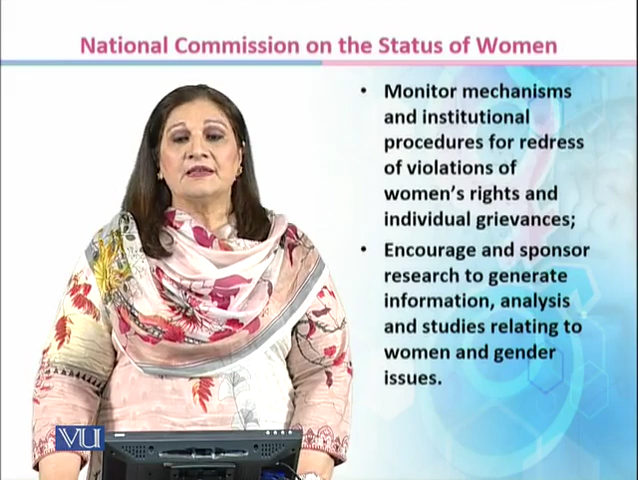 National Commission on the Status of Women
• Monitor mechanisms
and institutional
procedures for redress
of violations of
women's rights and
individual grievances;
• Encourage and sponsor
research to generate
information, analysis
and studies relating to
women and gender
issues.
VU